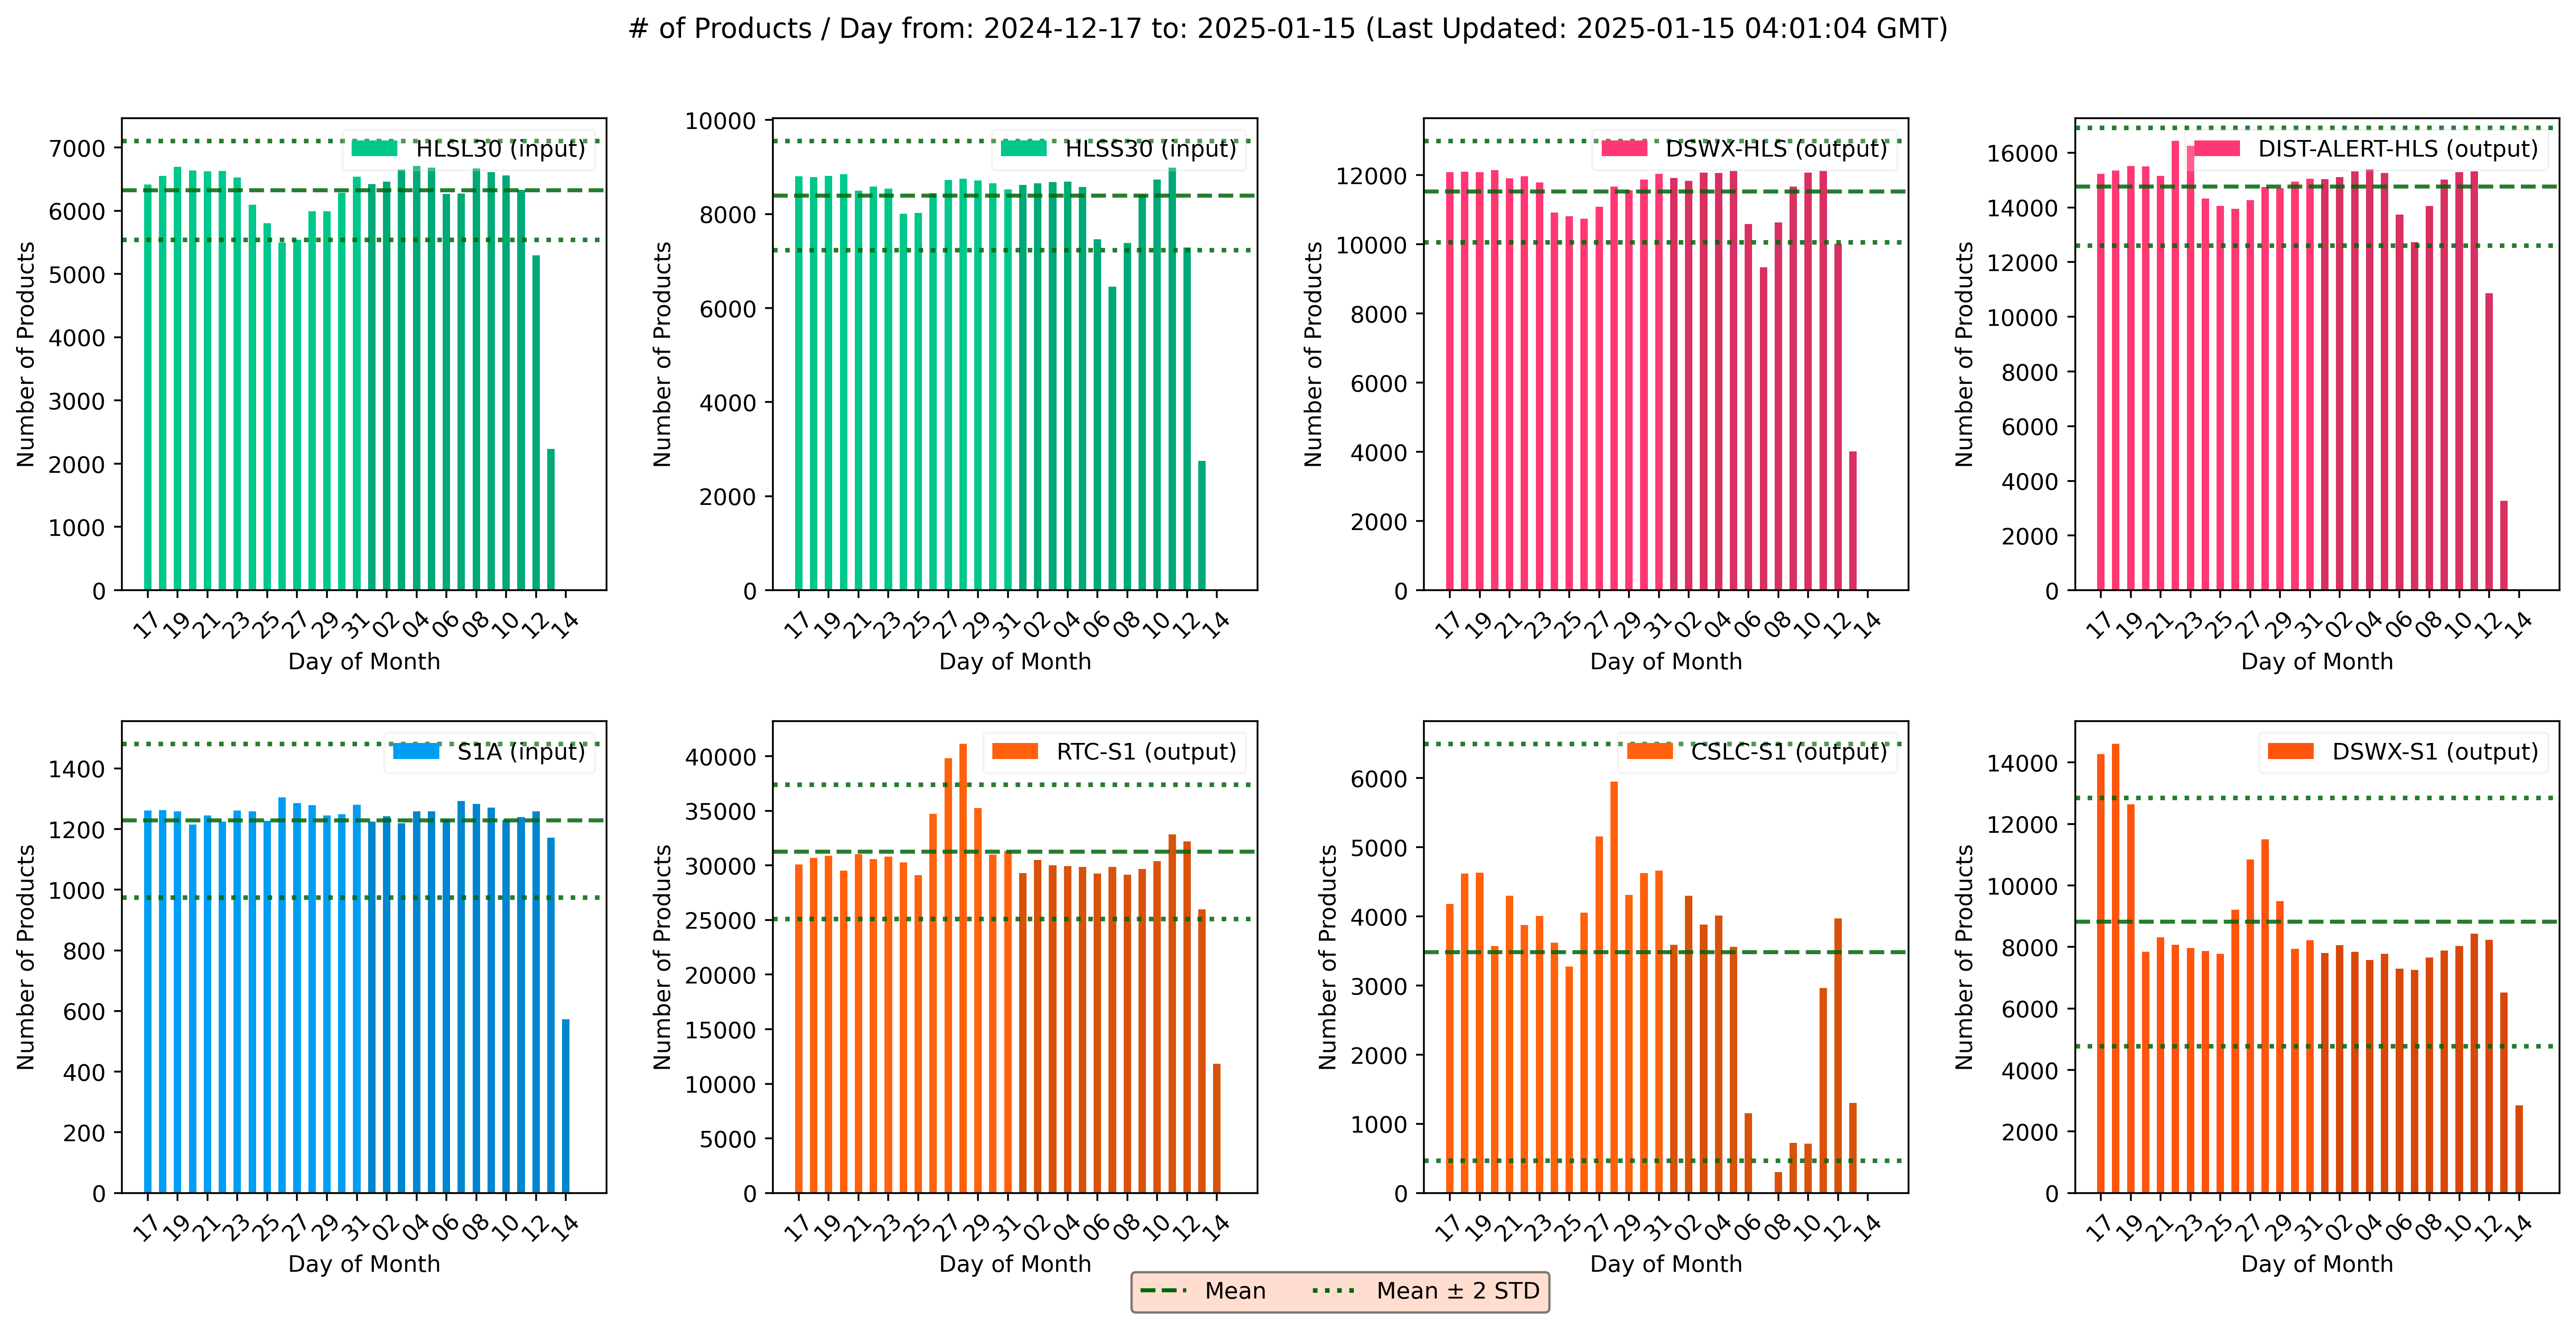 # of Products / Day from: 2024-12-17 to: 2025-01-15 (Last Updated: 2025-01-15 04:01:04 GMT)
HLSL30 (input)
Number of Products
7000
6000
5000
4000
3000
2000
1000
0
17 19 21 23 25 27 29 31 02 04 06 08 10 12 14
Day of Month
HLSS30 (input)
Number of Products
10000
8000
6000
4000
2000
0
17 19 21 23 25 27 29 31 02 04 06 08 10 12 14
Day of Month
DSWX-HLS (output)
Number of Products
12000
10000
8000
6000
4000
2000
0
17 19 21 23 25 27 29 31 02 04 06 08 10 12 14
Day of Month
DIST-ALERT-HLS (output)
Number of Products
16000
14000
12000
10000
8000
6000
4000
2000
0
17 19 21 23 25 27 29 31 02 04 06 08 10 12 14
Day of Month
S1A (input)
Number of Products
1400
1200
1000
800
600
400
200
0
17 19 21 23 25 27 29 31 02 04 06 08 10 12 14
Day of Month
RTC-S1 (output)
Number of Products
40000
35000
30000
25000
20000
15000
10000
5000
0
17 19 21 23 25 27 29 31 02 04 06 08 10 12 14
Day of Month
CSLC-S1 (output)
Number of Products
6000
5000
4000
3000
2000
1000
0
17 19 21 23 25 27 29 31 02 04 06 08 10 12 14
Day of Month
DSWX-S1 (output)
Number of Products
14000
12000
10000
8000
6000
4000
2000
0
17 19 21 23 25 27 29 31 02 04 06 08 10 12 14
Day of Month
Mean
Mean ± 2 STD